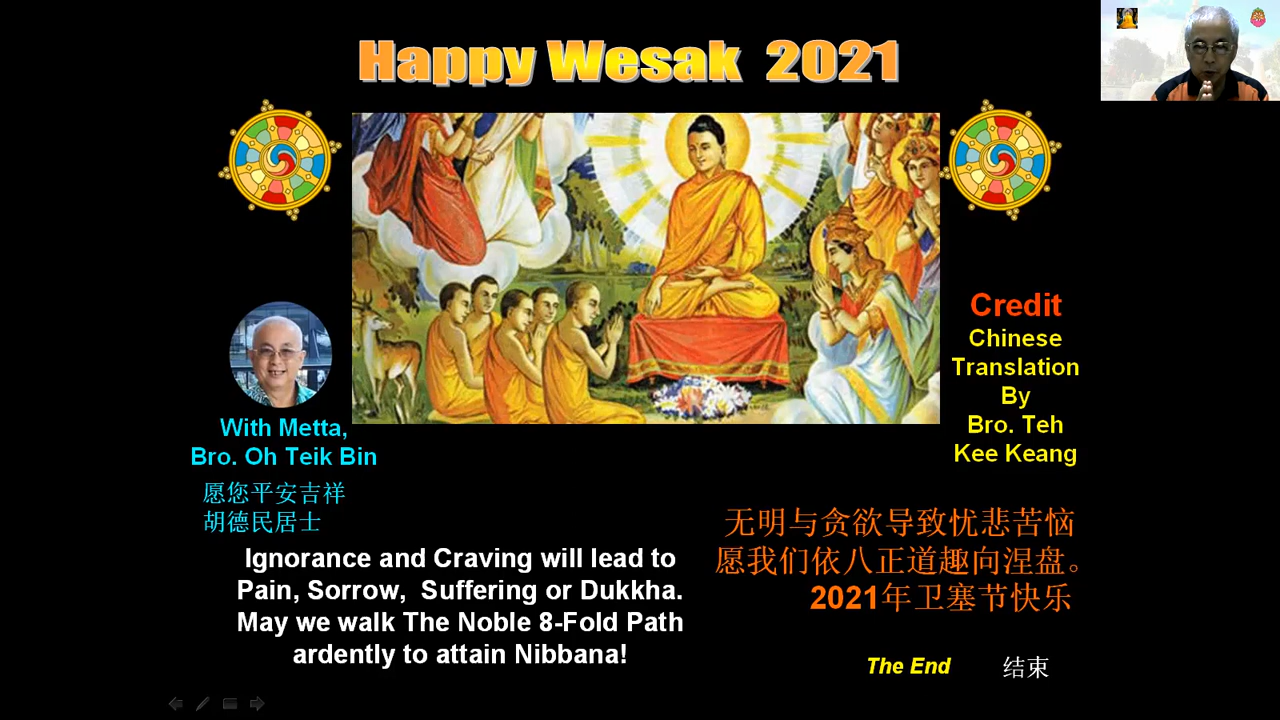 Happy Wesak 2021
With Metta,
Bro. Oh Teik Bin
愿您平安吉祥
胡德民居士
Credit
Chinese
Translation
By
Bro. Teh
Kee Keang
Ignorance and Craving will lead to
Pain, Sorrow, Suffering or Dukkha.
May we walk The Noble 8-Fold Path
ardently to attain Nibbana!
无明与贪欲导致忧悲苦恼
愿我们依八正道趣向涅盘。
2021年卫塞节快乐
The End 结束